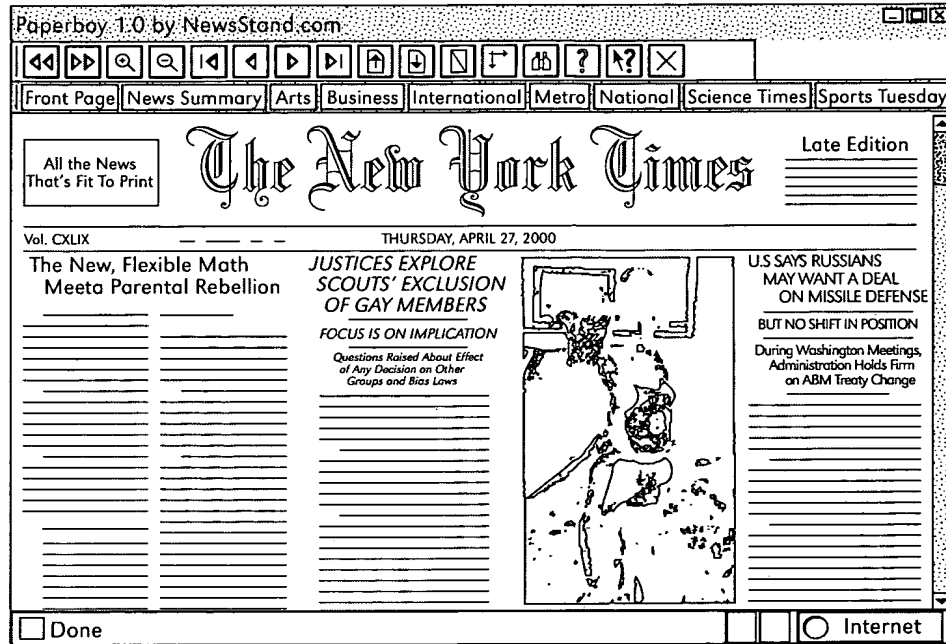 Paperboy 1.0 by NewsStand.com
? ?
Front Page News Summary Arts Business International Metro National Science Times Sports Tuesday
All the News
That's Fit To Print
The New York Times
Late Edition
Vol. CXLIX THURSDAY, APRIL 27, 2000
The New, Flexible Math
Meeta Parental Rebellion
JUSTICES EXPLORE
SCOUTS' EXCLUSION
OF GAY MEMBERS
FOCUS IS ON IMPLICATION
Questions Raised About Effect
of Any Decision on Other
Groups and Bias Laws
U.S SAYS RUSSIANS
MAY WANT A DEAL
ON MISSILE DEFENSE
BUT NO SHIFT IN POSITION
During Washington Meetings,
Administration Holds Firm
on ABM Treaty Change
Done
Internet